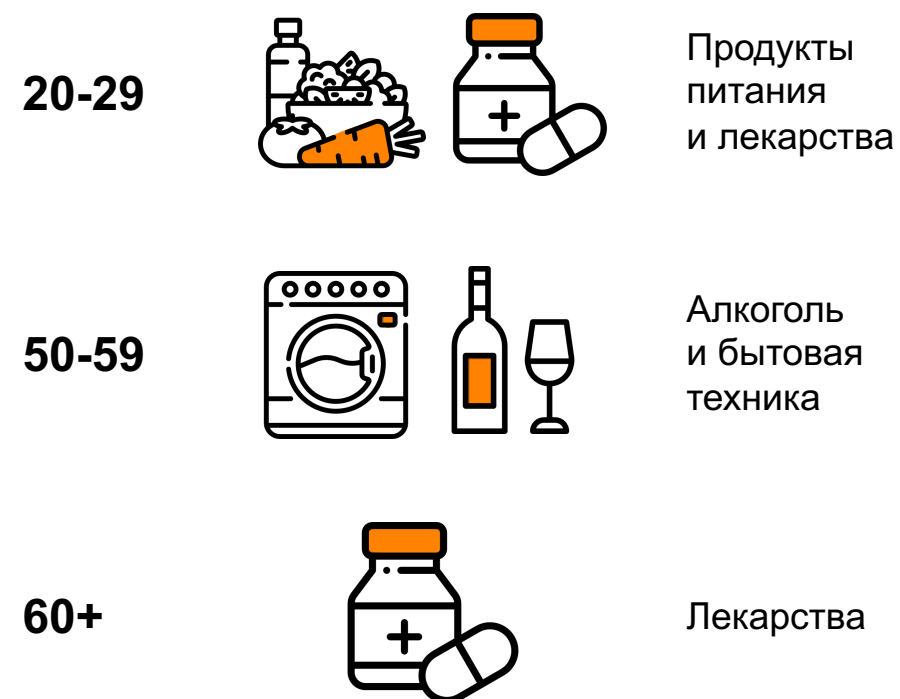 20-29
Продукты
питания
и лекарства
50-59
Алкоголь
и бытовая
техника
60+
Лекарства